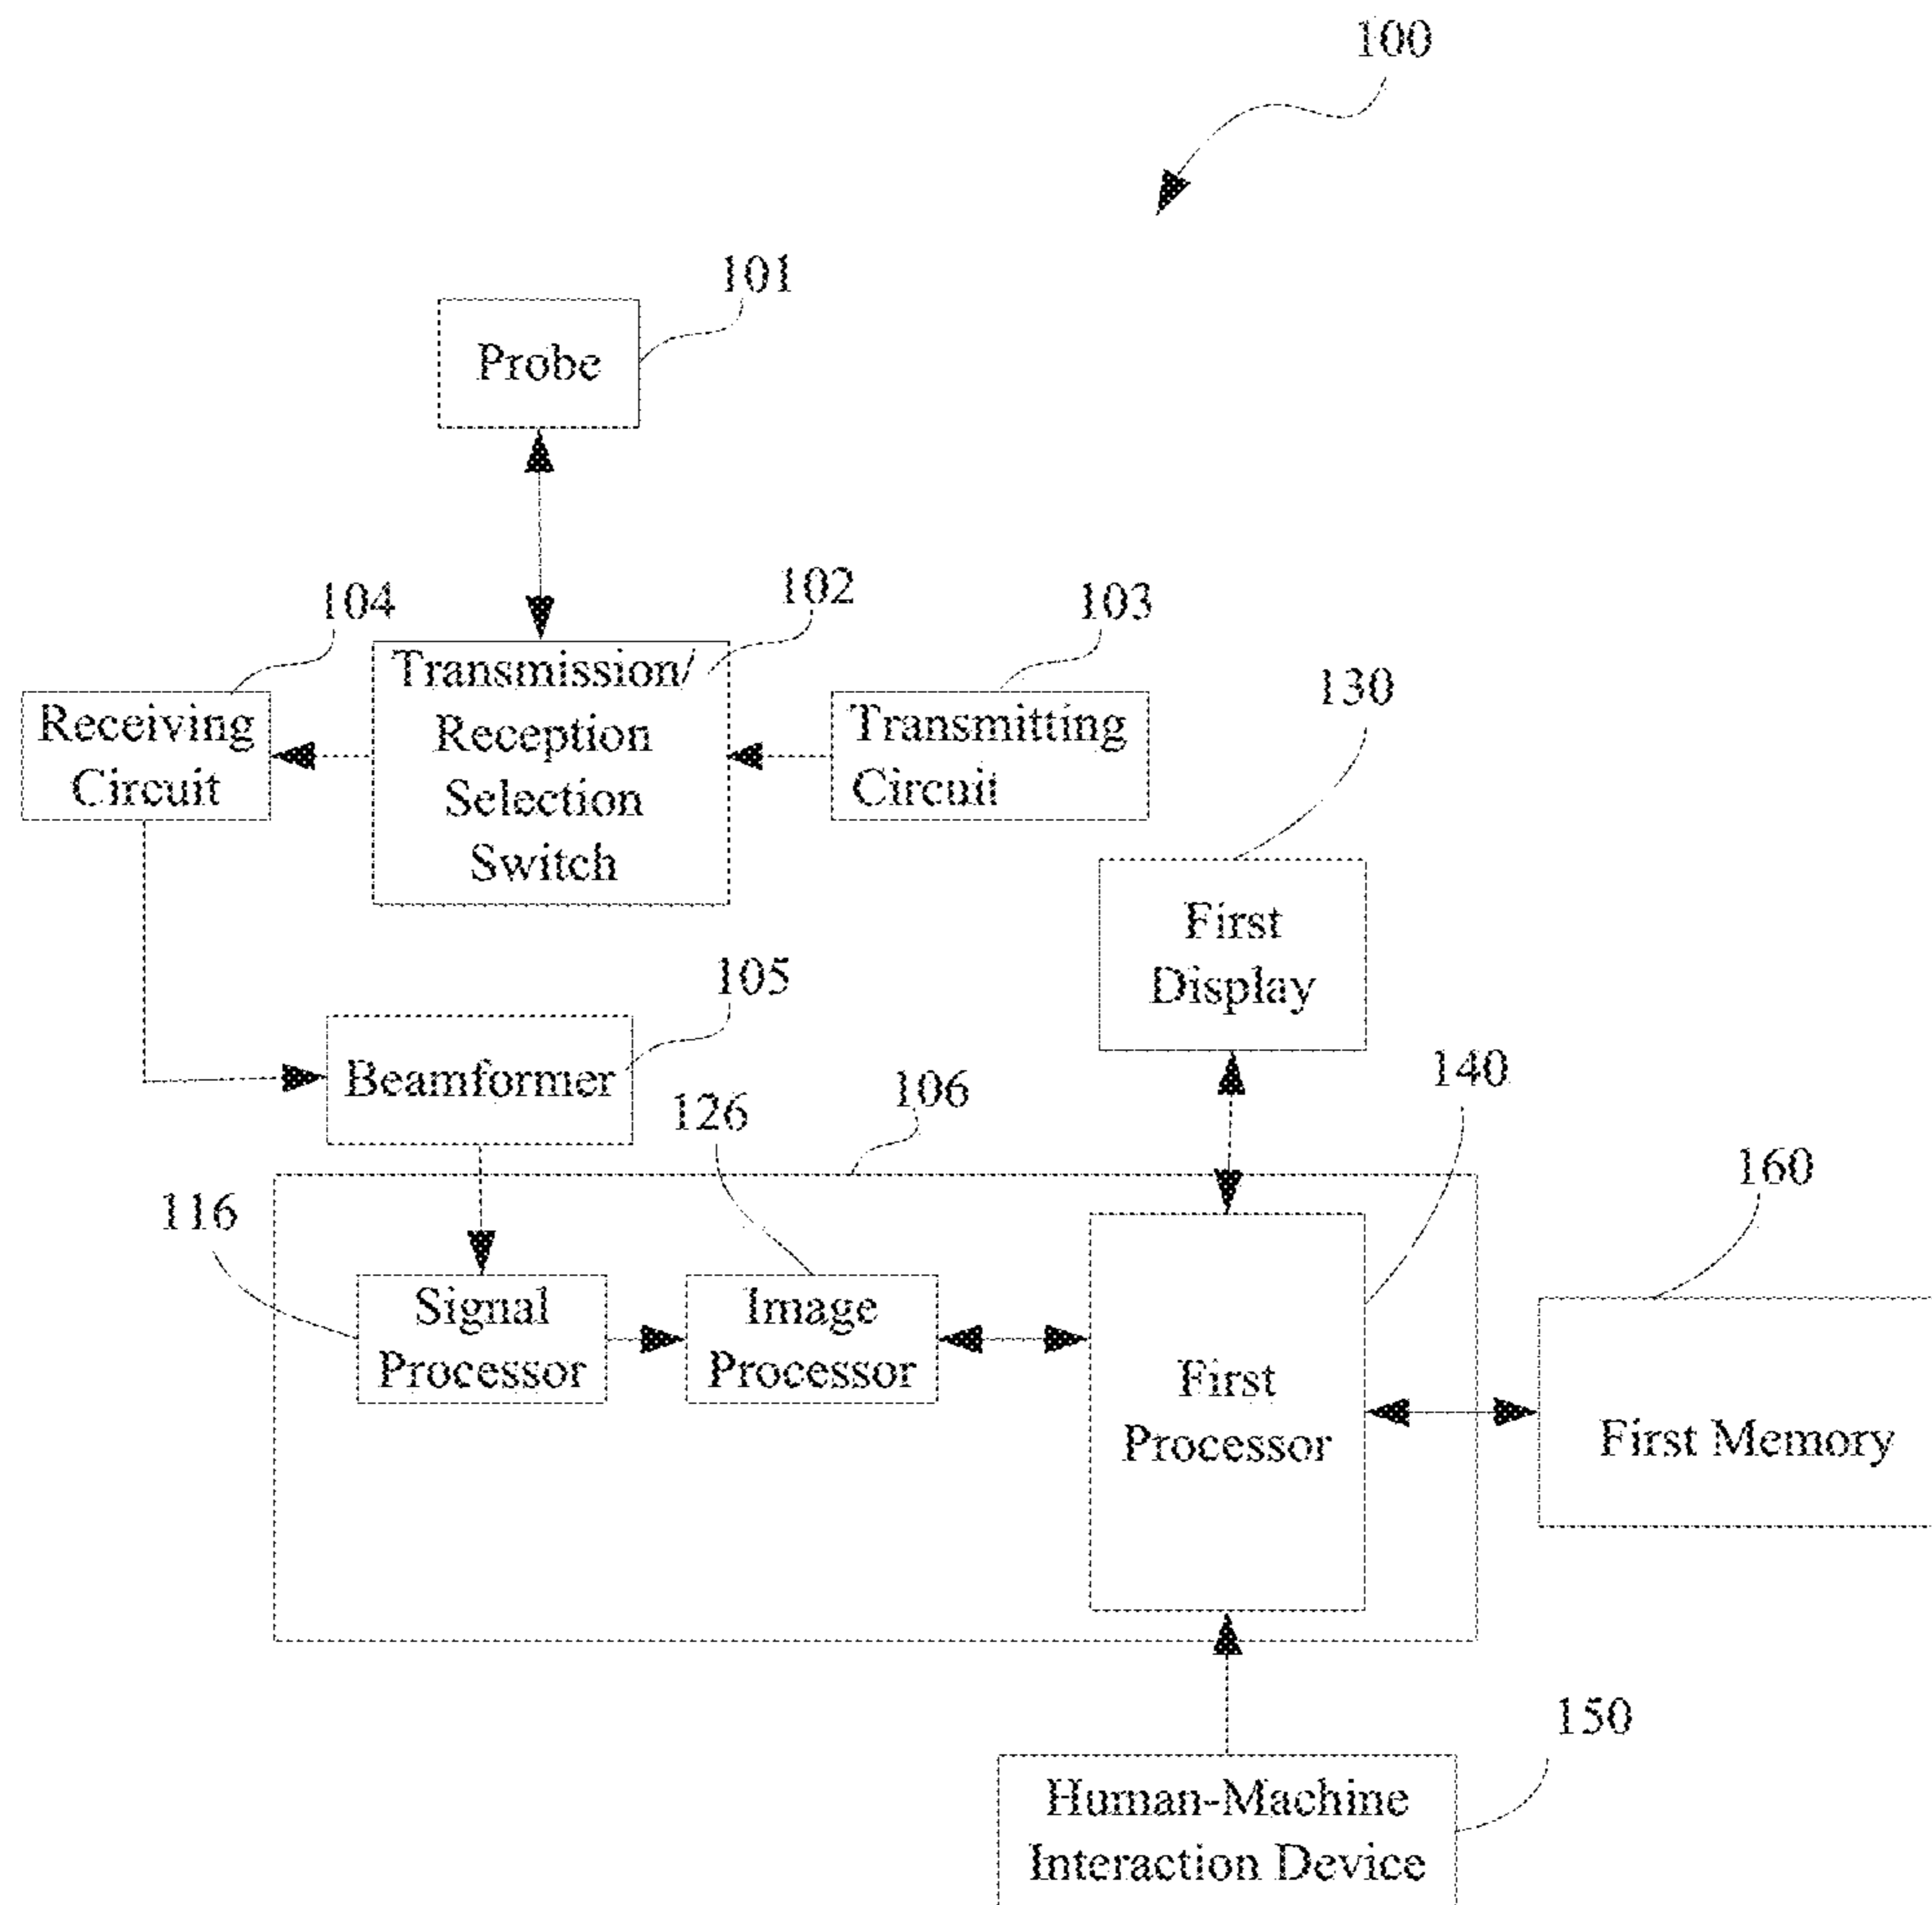 100
101
Probe
104
102
103
Transmission/
Reception
Selection
Switch
Receiving
Circuit
Transmitting
Circuit
130
First
Display
105
Beamformer
126
106
140
116
160
Signal
Processor
Image
Processor
First
Processor
First Memory
150
Human-Machine
Interaction Device